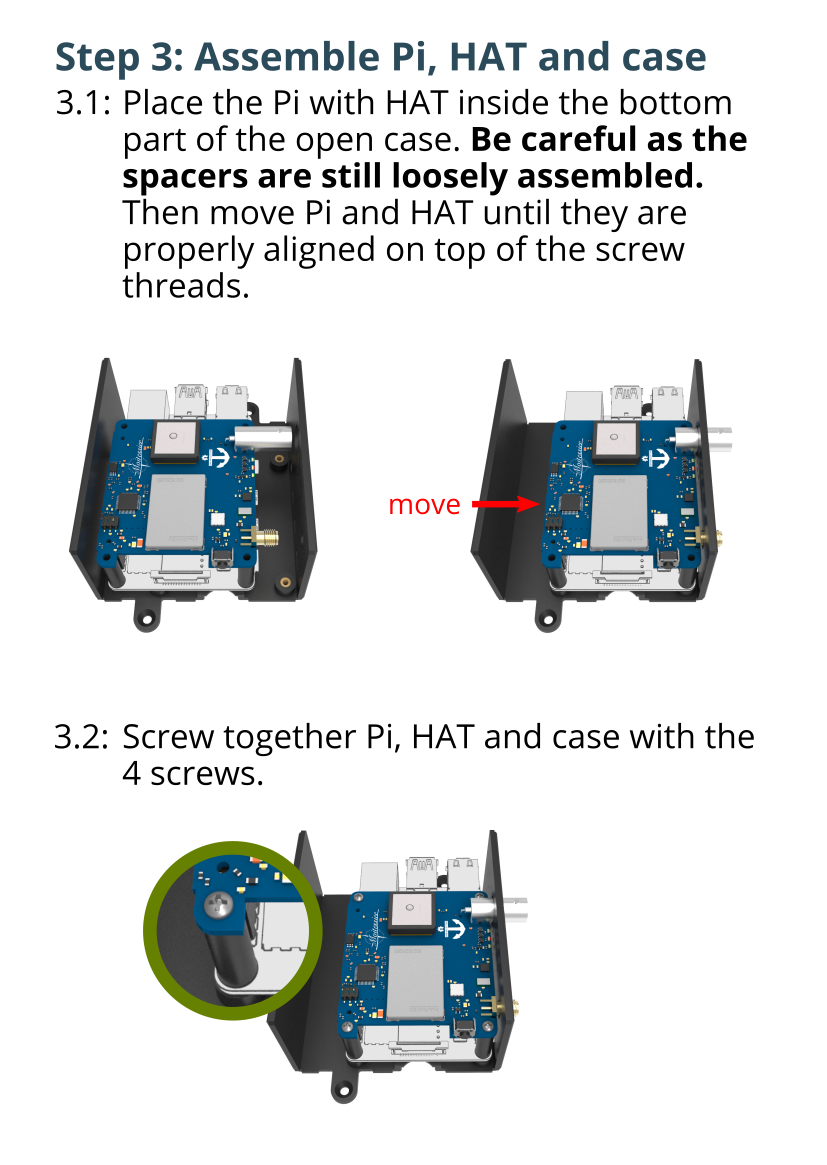 Step 3: Assemble Pi, HAT and case
3.1: Place the Pi with HAT inside the bottom
part of the open case. Be careful as the
spacers are still loosely assembled.
Then move Pi and HAT until they are
properly aligned on top of the screw
threads.
move
3.2: Screw together Pi, HAT and case with the
4 screws.